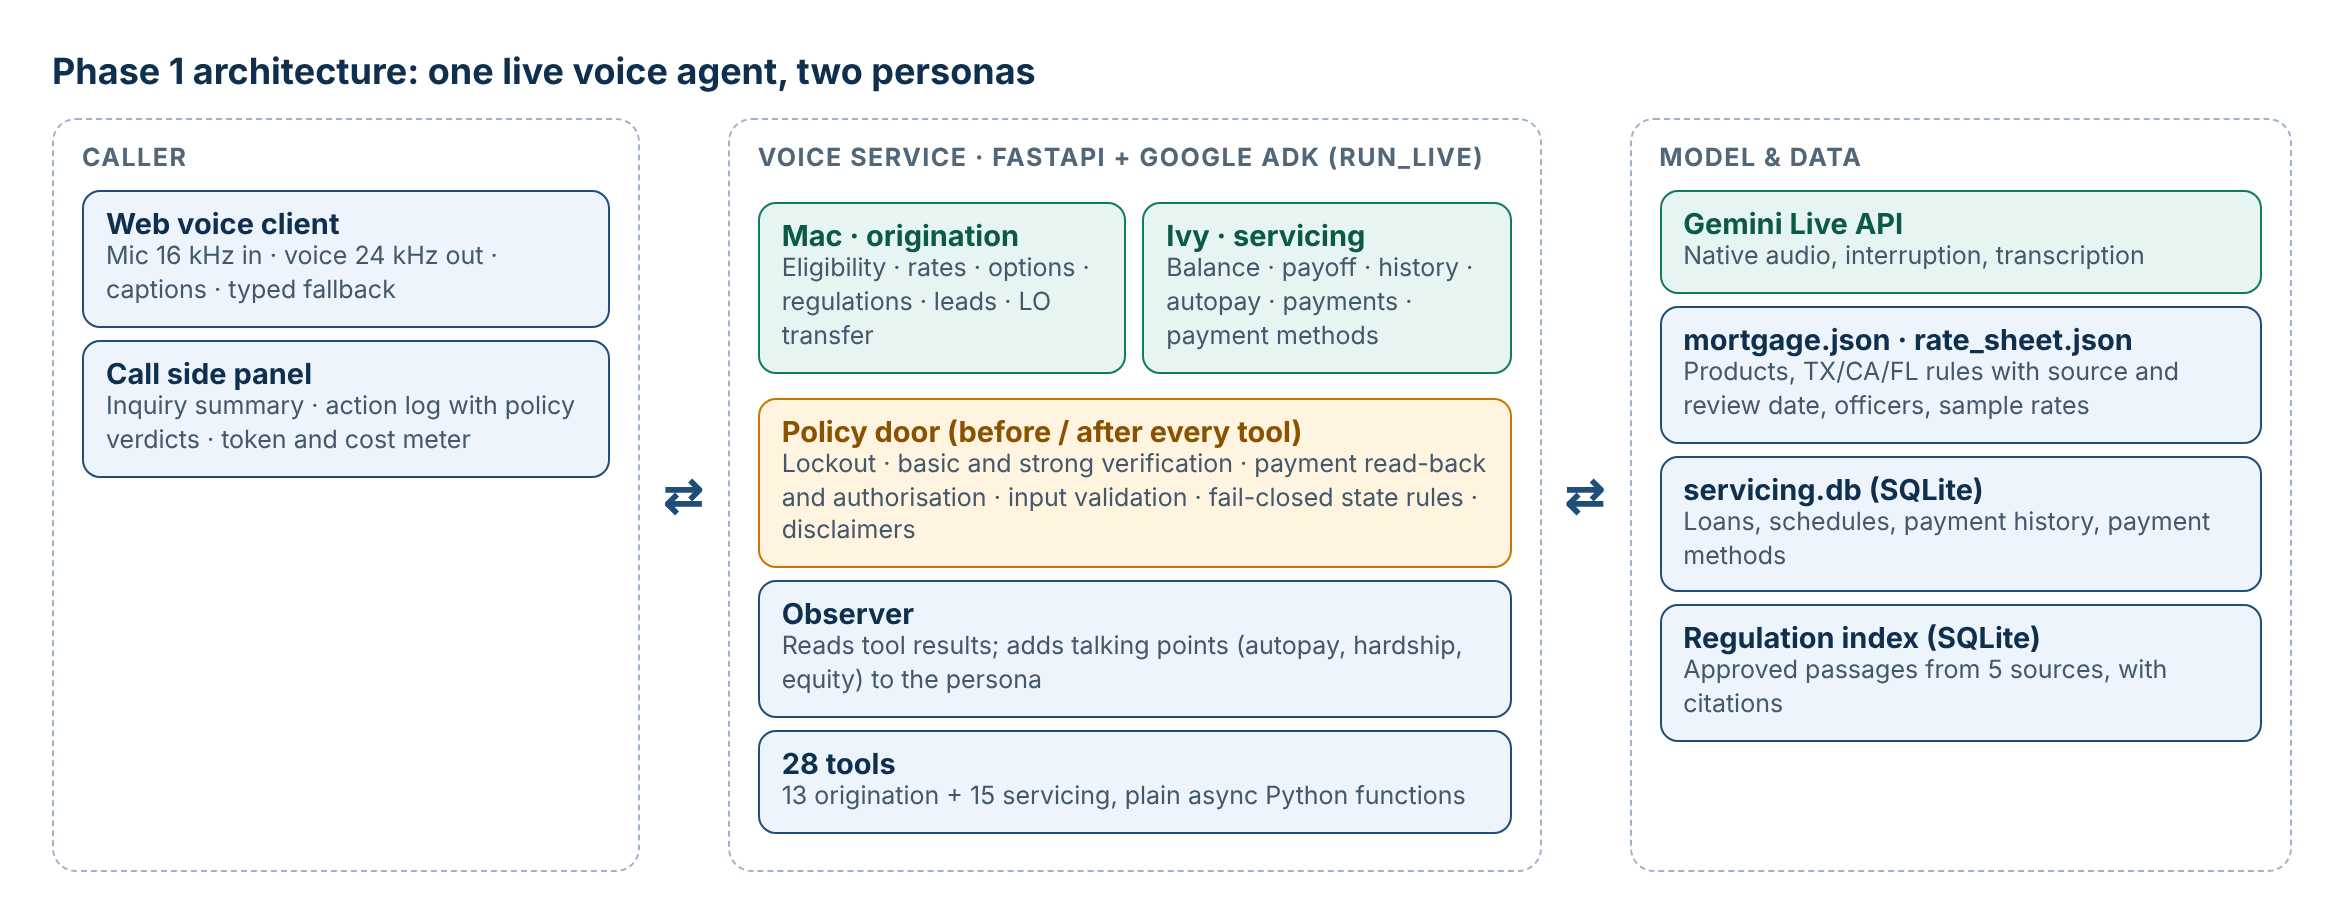 Phase 1 architecture: one live voice agent, two personas
CALLER
Web voice client
Mic 16 kHz in · voice 24 kHz out ·
captions · typed fallback
Call side panel
Inquiry summary · action log with policy
verdicts · token and cost meter
⇄
VOICE SERVICE · FASTAPI + GOOGLE ADK (RUN_LIVE)
Mac · origination
Eligibility · rates · options ·
regulations · leads · LO
transfer
Ivy · servicing
Balance · payoff · history ·
autopay · payments ·
payment methods
Policy door (before / after every tool)
Lockout · basic and strong verification · payment read-back
and authorisation · input validation · fail-closed state rules ·
disclaimers
Observer
Reads tool results; adds talking points (autopay, hardship,
equity) to the persona
28 tools
13 origination + 15 servicing, plain async Python functions
⇄
MODEL & DATA
Gemini Live API
Native audio, interruption, transcription
mortgage.json · rate_sheet.json
Products, TX/CA/FL rules with source and
review date, officers, sample rates
servicing.db (SQLite)
Loans, schedules, payment history, payment
methods
Regulation index (SQLite)
Approved passages from 5 sources, with
citations